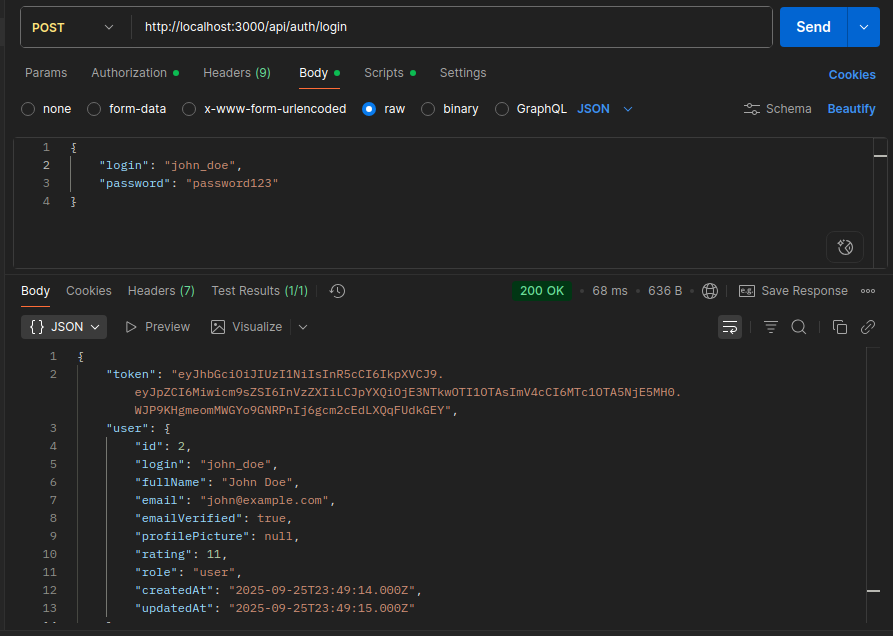 POST http://localhost:3000/api/auth/login Send
Params Authorization Headers (9) Body Scripts Settings Cookies
none form-data x-www-form-urlencoded raw binary GraphQL JSON Schema Beautify
1 {
2 "login": "john_doe",
3 "password": "password123"
4 }
Body Cookies Headers (7) Test Results (1/1) 200 OK • 68 ms • 636 B • e.g. Save Response
{} JSON Preview Visualize
1 {
2 "token": "eyJhbGciOiJIUzI1NiIsInR5cCI6IkpXVCJ9.
eyJpZCI6Miwicm9sZSI6InVzZXIiLCJpYXQiOjE3NTkwOTI1OTAsImV4cCI6MTc1OTA5NjE5MH0.
WJP9KHgmeomMWGYo9GNRPnIj6gcm2cEdLXQqFUdkGEY",
3 "user": {
4 "id": 2,
5 "login": "john_doe",
6 "fullName": "John Doe",
7 "email": "john@example.com",
8 "emailVerified": true,
9 "profilePicture": null,
10 "rating": 11,
11 "role": "user",
12 "createdAt": "2025-09-25T23:49:14.000Z",
13 "updatedAt": "2025-09-25T23:49:15.000Z"